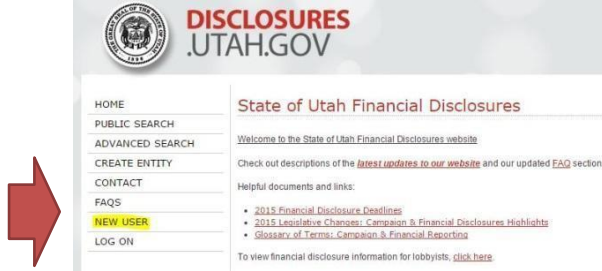 DISCLOSURES
.UTAH.GOV
HOME
PUBLIC SEARCH
ADVANCED SEARCH
CREATE ENTITY
CONTACT
FAQS
NEW USER
LOG ON
State of Utah Financial Disclosures
Welcome to the State of Utah Financial Disclosures website
Check out descriptions of the latest updates to our website and our updated FAQ section
Helpful documents and links:
2015 Financial Disclosure Deadlines
2015 Legislative Changes: Campaign & Financial Disclosures Highlights
Glossary of Terms: Campaign & Financial Reporting
To view financial disclosure information for lobbyists, click here.